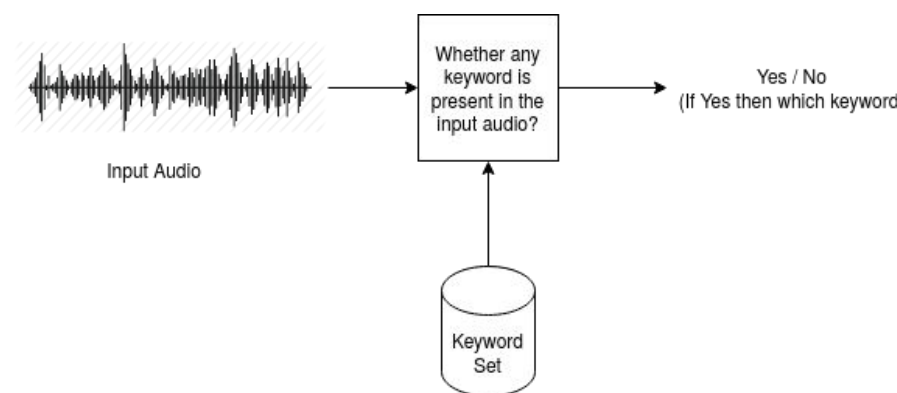 Whether any
keyword is
present in the
input audio?
Yes / No
(If Yes then which keyword
Input Audio
Keyword
Set